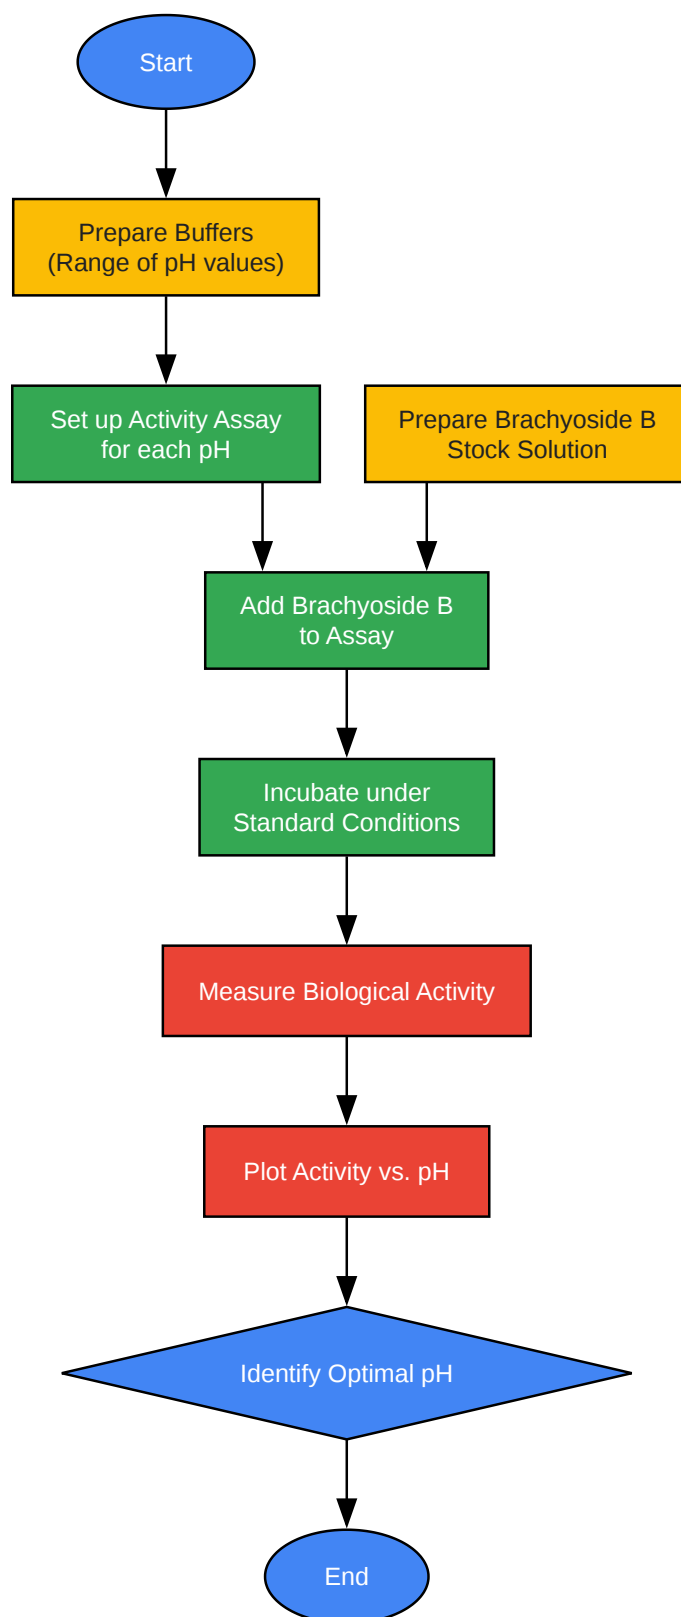 Start
Prepare Buffers
(Range of pH values)
Set up Activity Assay
for each pH
Prepare Brachyoside B
Stock Solution
Add Brachyoside B
to Assay
Incubate under
Standard Conditions
Measure Biological Activity
Plot Activity vs. pH
Identify Optimal pH
End